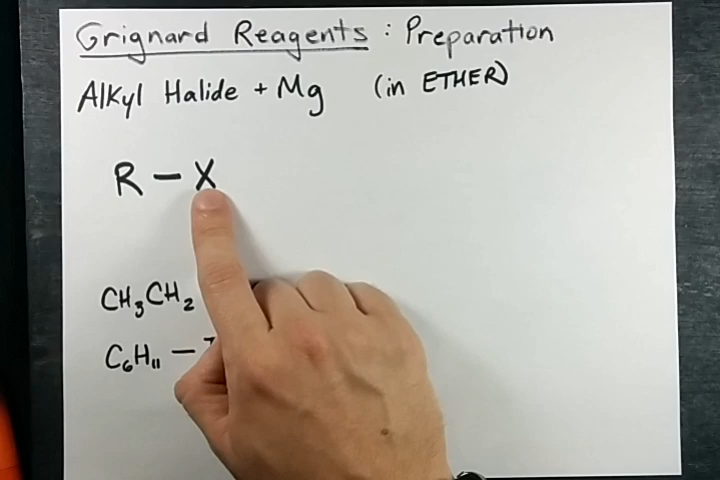 Grignard Reagents : Preparation
Alkyl Halide + Mg (in ETHER)
R - X
CH₃CH₂
C₆H₁₁ -